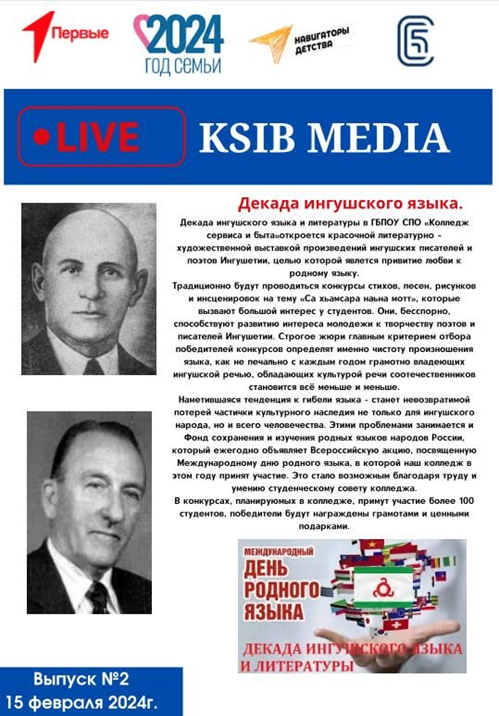 Первые
2024
ГОД СЕМЬИ
НАВИГАТОРЫ
ДЕТСТВА
LIVE
KSIB MEDIA
Декада ингушского языка.
Декада ингушского языка и литературы в ГБПОУ СПО «Колледж
сервиса и быта»откроется красочной литературно –
художественной выставкой произведений ингушских писателей и
поэтов Ингушетии, целью которой явлется привитие любви к
родному языку.
Традиционно будут проводиться конкурсы стихов, песен, рисунков
и инсценировок на тему «Са хьамсара наьна мотт», которые
вызвают большой интерес у студентов. Они, бесспорно,
способствуют развитию интереса молодежи к творчеству поэтов и
писателей Ингушетии. Строгое жюри главным критерием отбора
победителей конкурсов определят именно чистоту произношения
языка, как не печально с каждым годом грамотно владеющих
ингушской речью, обладающих культурой речи соотечественников
становится всё меньше и меньше.
Наметившаяся тенденция к гибели языка - станет невозвратимой
потерей частички культурного наследия не только для ингушского
народа, но и всего человечества. Этими проблемами занимается и
Фонд сохранения и изучения родных языков народов России,
который ежегодно объявляет Всероссийскую акцию, посвященную
Международному дню родного языка, в которой наш колледж в
этом году принят участие. Это стало возможным благодаря труду и
умению студенческому совету колледжа.
В конкурсах, планируемых в колледже, примут участие более 100
студентов, победители будут награждены грамотами и ценными
подарками.
МЕЖДУНАРОДНЫЙ
ДЕНЬ
РОДНОГО
ЯЗЫКА
ДЕКАДА ИНГУШСКОГО ЯЗЫКА
И ЛИТЕРАТУРЫ
Выпуск №2
15 февраля 2024г.